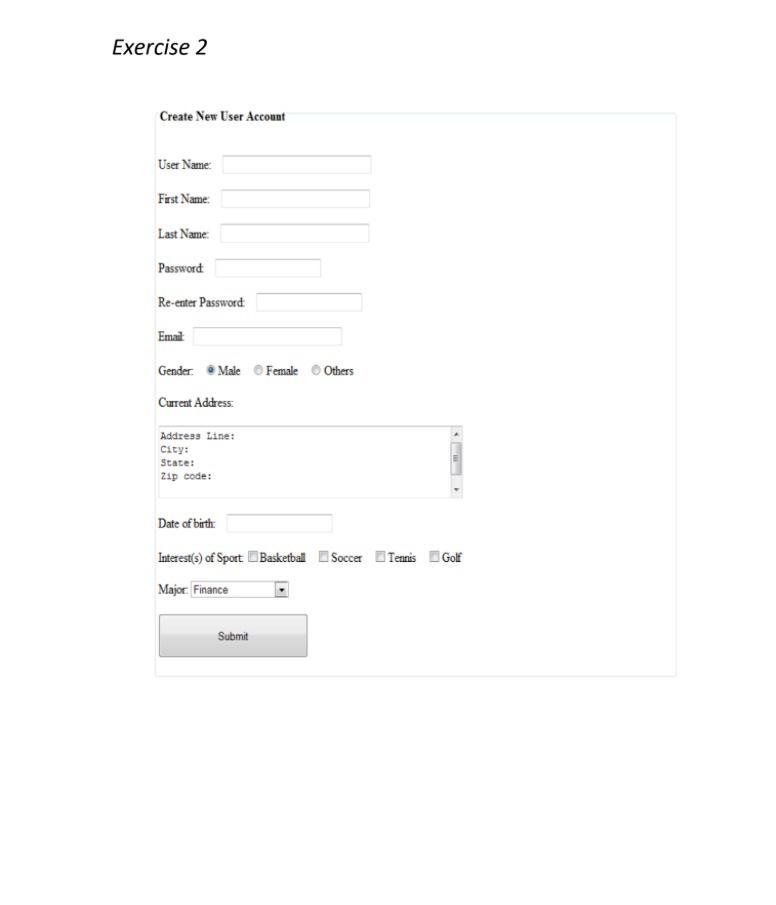 Exercise 2
Create New User Account
User Name:
First Name:
Last Name:
Password:
Re-enter Password:
Email:
Gender: Male Female Others
Current Address:
Address Line:
City:
State:
Zip code:
Date of birth:
Interest(s) of Sport: Basketball Soccer Tennis Golf
Major: Finance
Submit